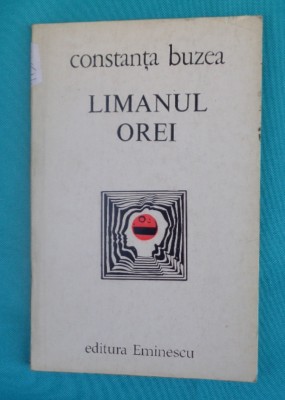 constanța buzea
LIMANUL
OREI
editura Eminescu